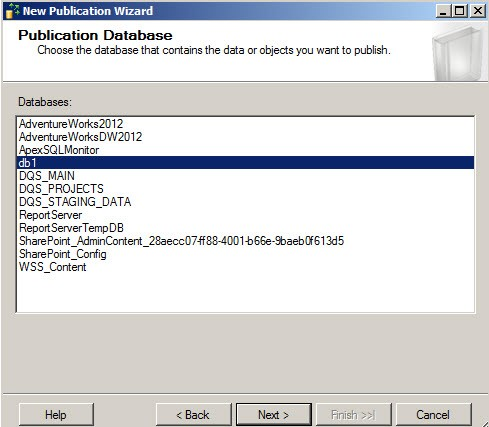 New Publication Wizard
Publication Database
Choose the database that contains the data or objects you want to publish.
Databases:
AdventureWorks2012
AdventureWorksDW2012
ApexSQLMonitor
db1
DQS_MAIN
DQS_PROJECTS
DQS_STAGING_DATA
ReportServer
ReportServerTempDB
SharePoint_AdminContent_28aecc07-ff88-4001-b66e-9baeb0f613d5
SharePoint_Config
WSS_Content
Help < Back Next > Finish >>| Cancel